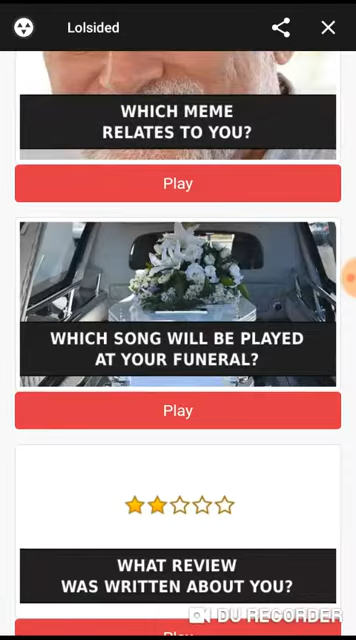 Lolsided
WHICH MEME
RELATES TO YOU?
Play
WHICH SONG WILL BE PLAYED
AT YOUR FUNERAL?
Play
WHAT REVIEW
WAS WRITTEN ABOUT YOU?
DU RECORDER
Play